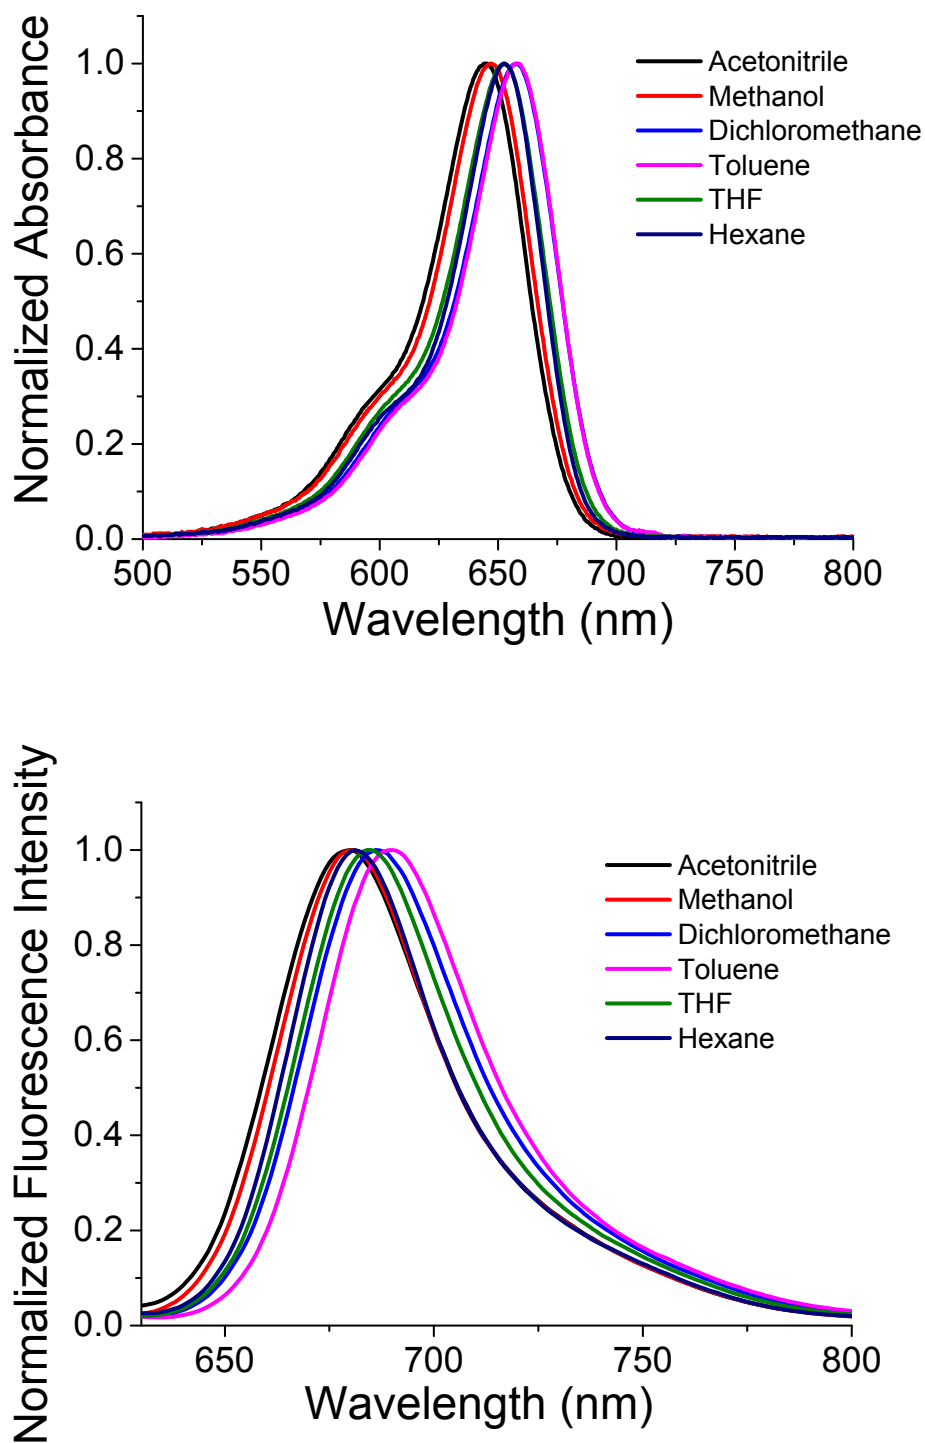 Normalized Absorbance
1.0
0.8
0.6
0.4
0.2
0.0
Acetonitrile
Methanol
Dichloromethane
Toluene
THF
Hexane
500 550 600 650 700 750 800
Wavelength (nm)
Normalized Fluorescence Intensity
1.0
0.8
0.6
0.4
0.2
0.0
Acetonitrile
Methanol
Dichloromethane
Toluene
THF
Hexane
650 700 750 800
Wavelength (nm)